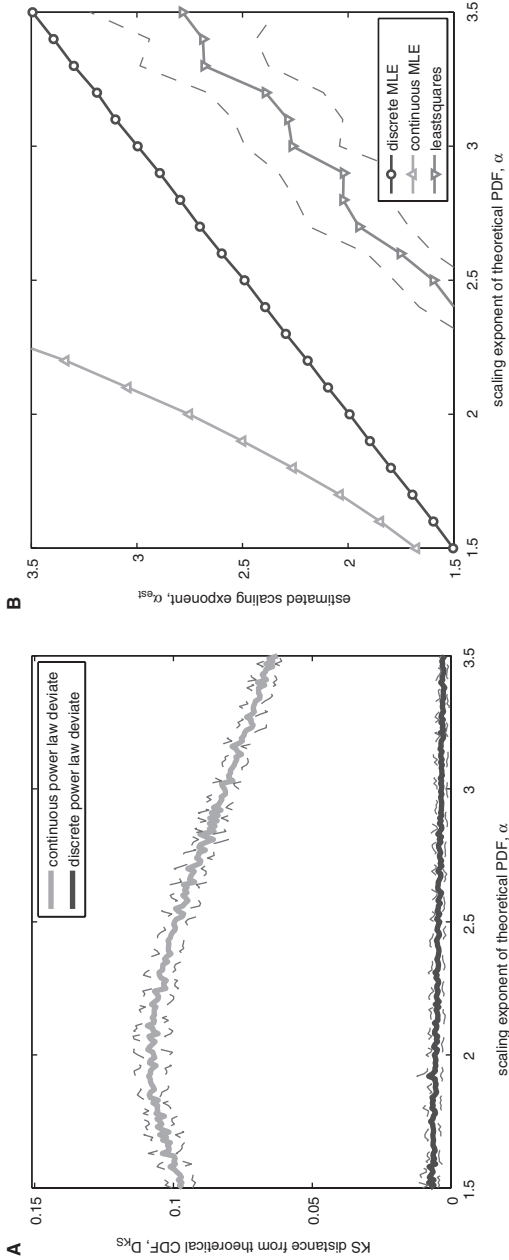 A
0.15
0.1
0.05
0
1.5
2
2.5
3
3.5
KS distance from theoretical CDF, D_KS
scaling exponent of theoretical PDF, α
continuous power law deviate
discrete power law deviate
B
3.5
3
2.5
2
1.5
1.5
2
2.5
3
3.5
estimated scaling exponent, α_est
scaling exponent of theoretical PDF, α
discrete MLE
continuous MLE
leastsquares